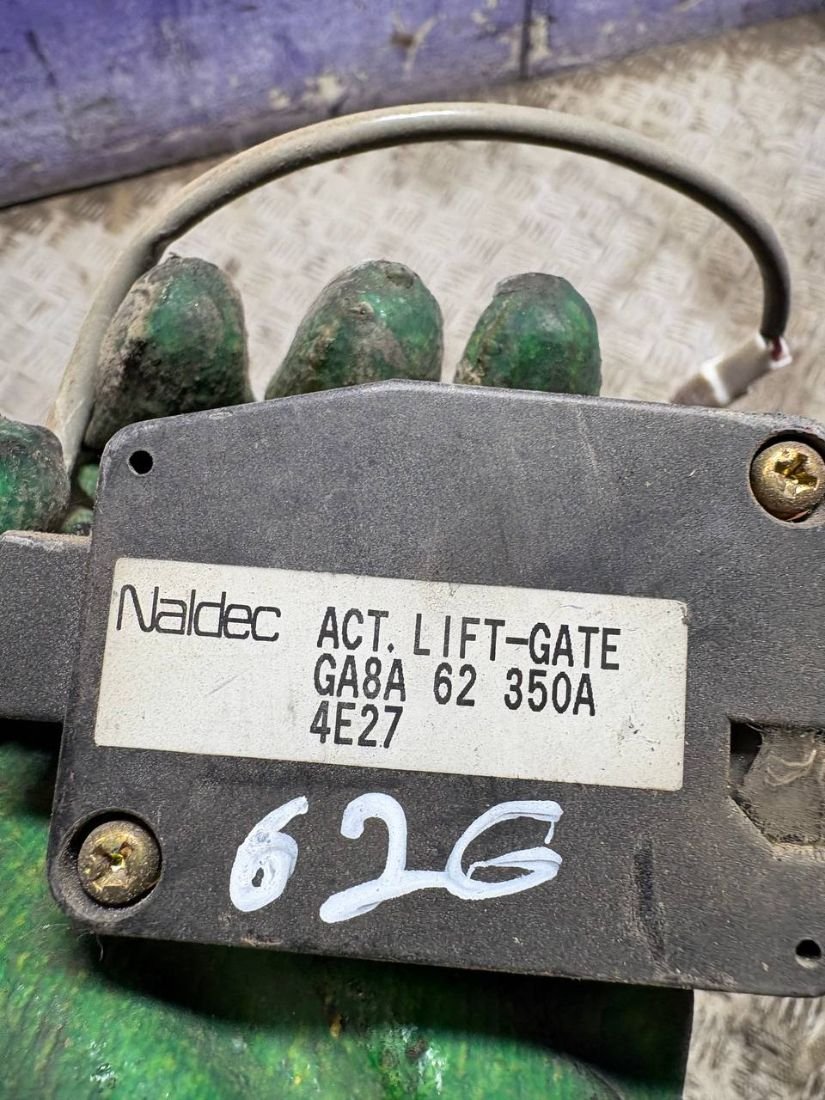 Naldec ACT. LIFT-GATE
GA8A 62 350A
4E27
62G